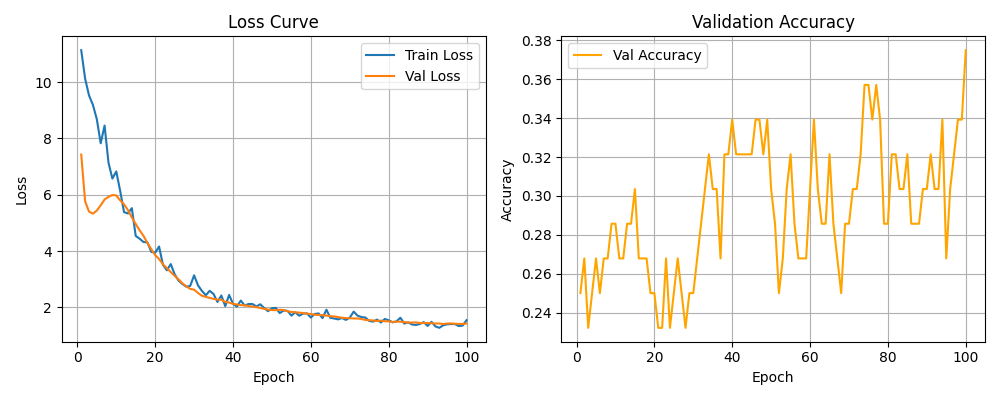 Loss Curve
Train Loss
Val Loss
10
8
6
4
2
0
20
40
60
80
100
Loss
Epoch
Validation Accuracy
Val Accuracy
0.38
0.36
0.34
0.32
0.30
0.28
0.26
0.24
0
20
40
60
80
100
Accuracy
Epoch